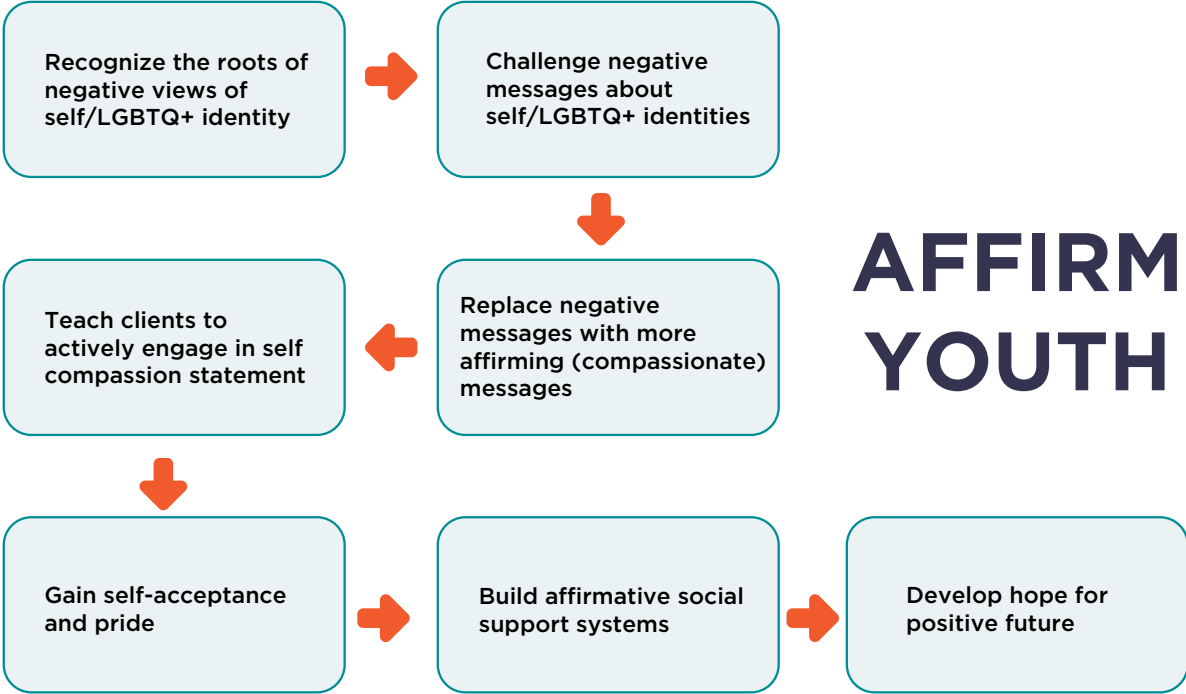 Recognize the roots of
negative views of
self/LGBTQ+ identity
Challenge negative
messages about
self/LGBTQ+ identities
Replace negative
messages with more
affirming (compassionate)
messages
Teach clients to
actively engage in self
compassion statement
Gain self-acceptance
and pride
Build affirmative social
support systems
Develop hope for
positive future
AFFIRM
YOUTH